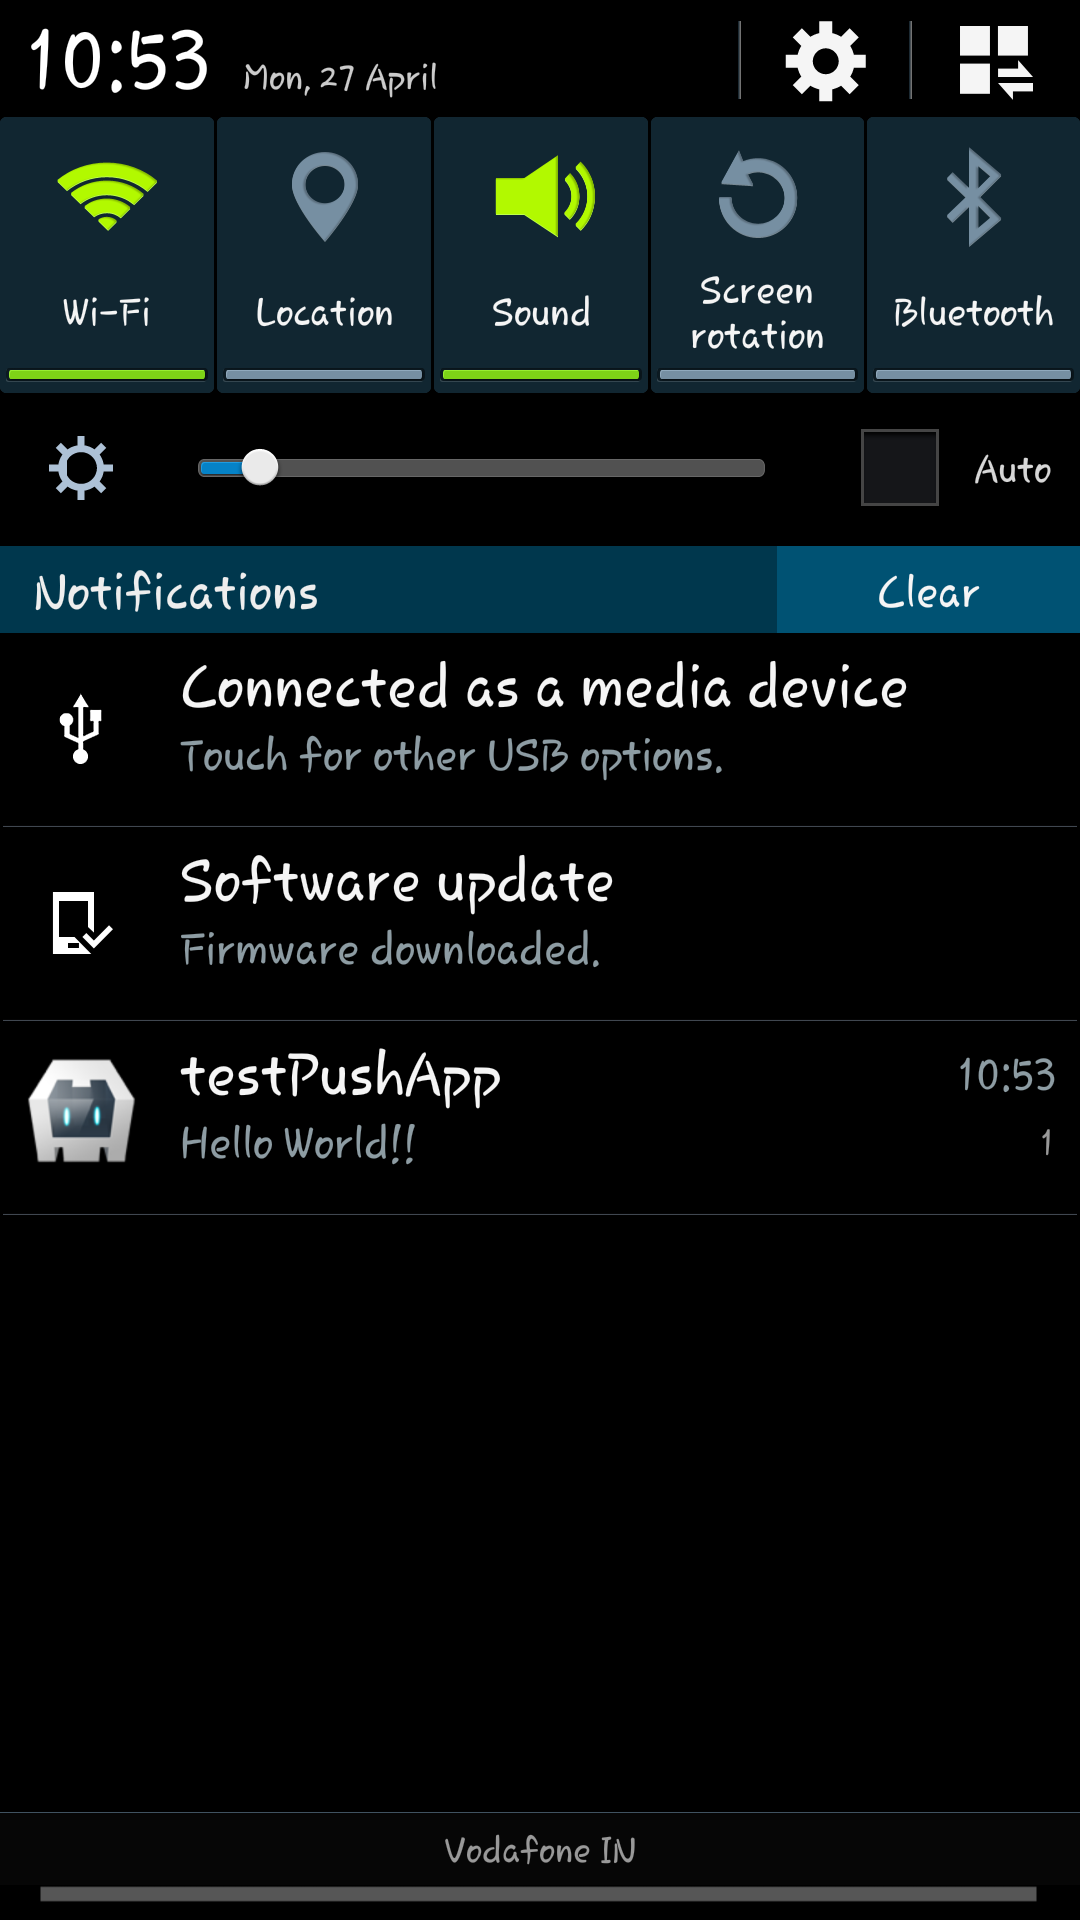 10:53 Mon, 27 April
Wi-Fi
Location
Sound
Screen
rotation
Bluetooth
Auto
Notifications Clear
Connected as a media device
Touch for other USB options.
Software update
Firmware downloaded.
testPushApp 10:53
Hello World!! 1
Vodafone IN